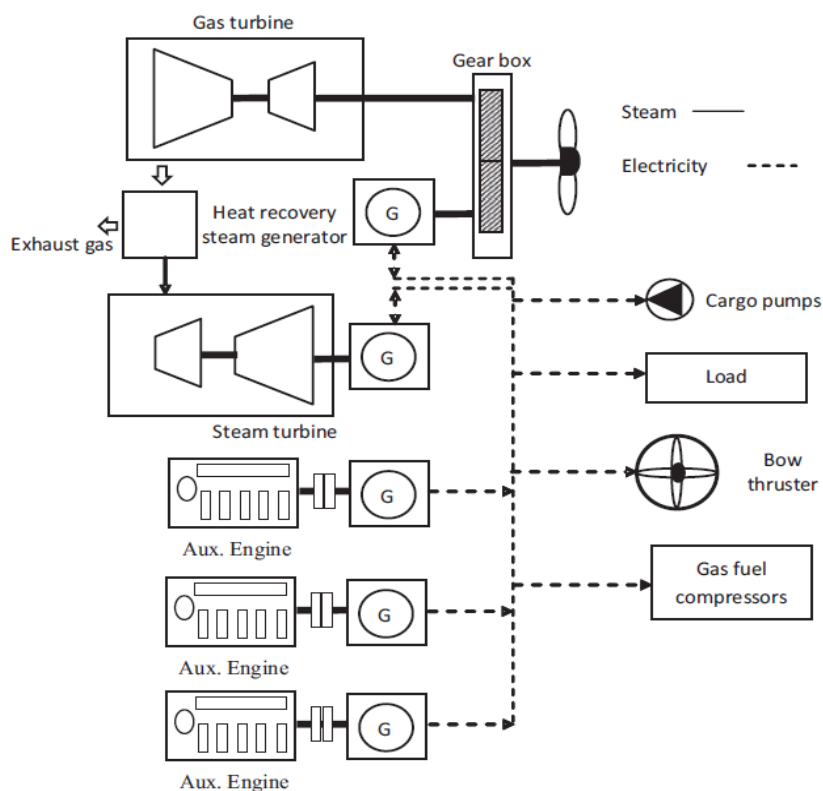 Gas turbine
Gear box
Steam
Electricity
G
Heat recovery
steam generator
Exhaust gas
Cargo pumps
G
Load
Steam turbine
Bow
thruster
G
Aux. Engine
Gas fuel
compressors
G
Aux. Engine
G
Aux. Engine